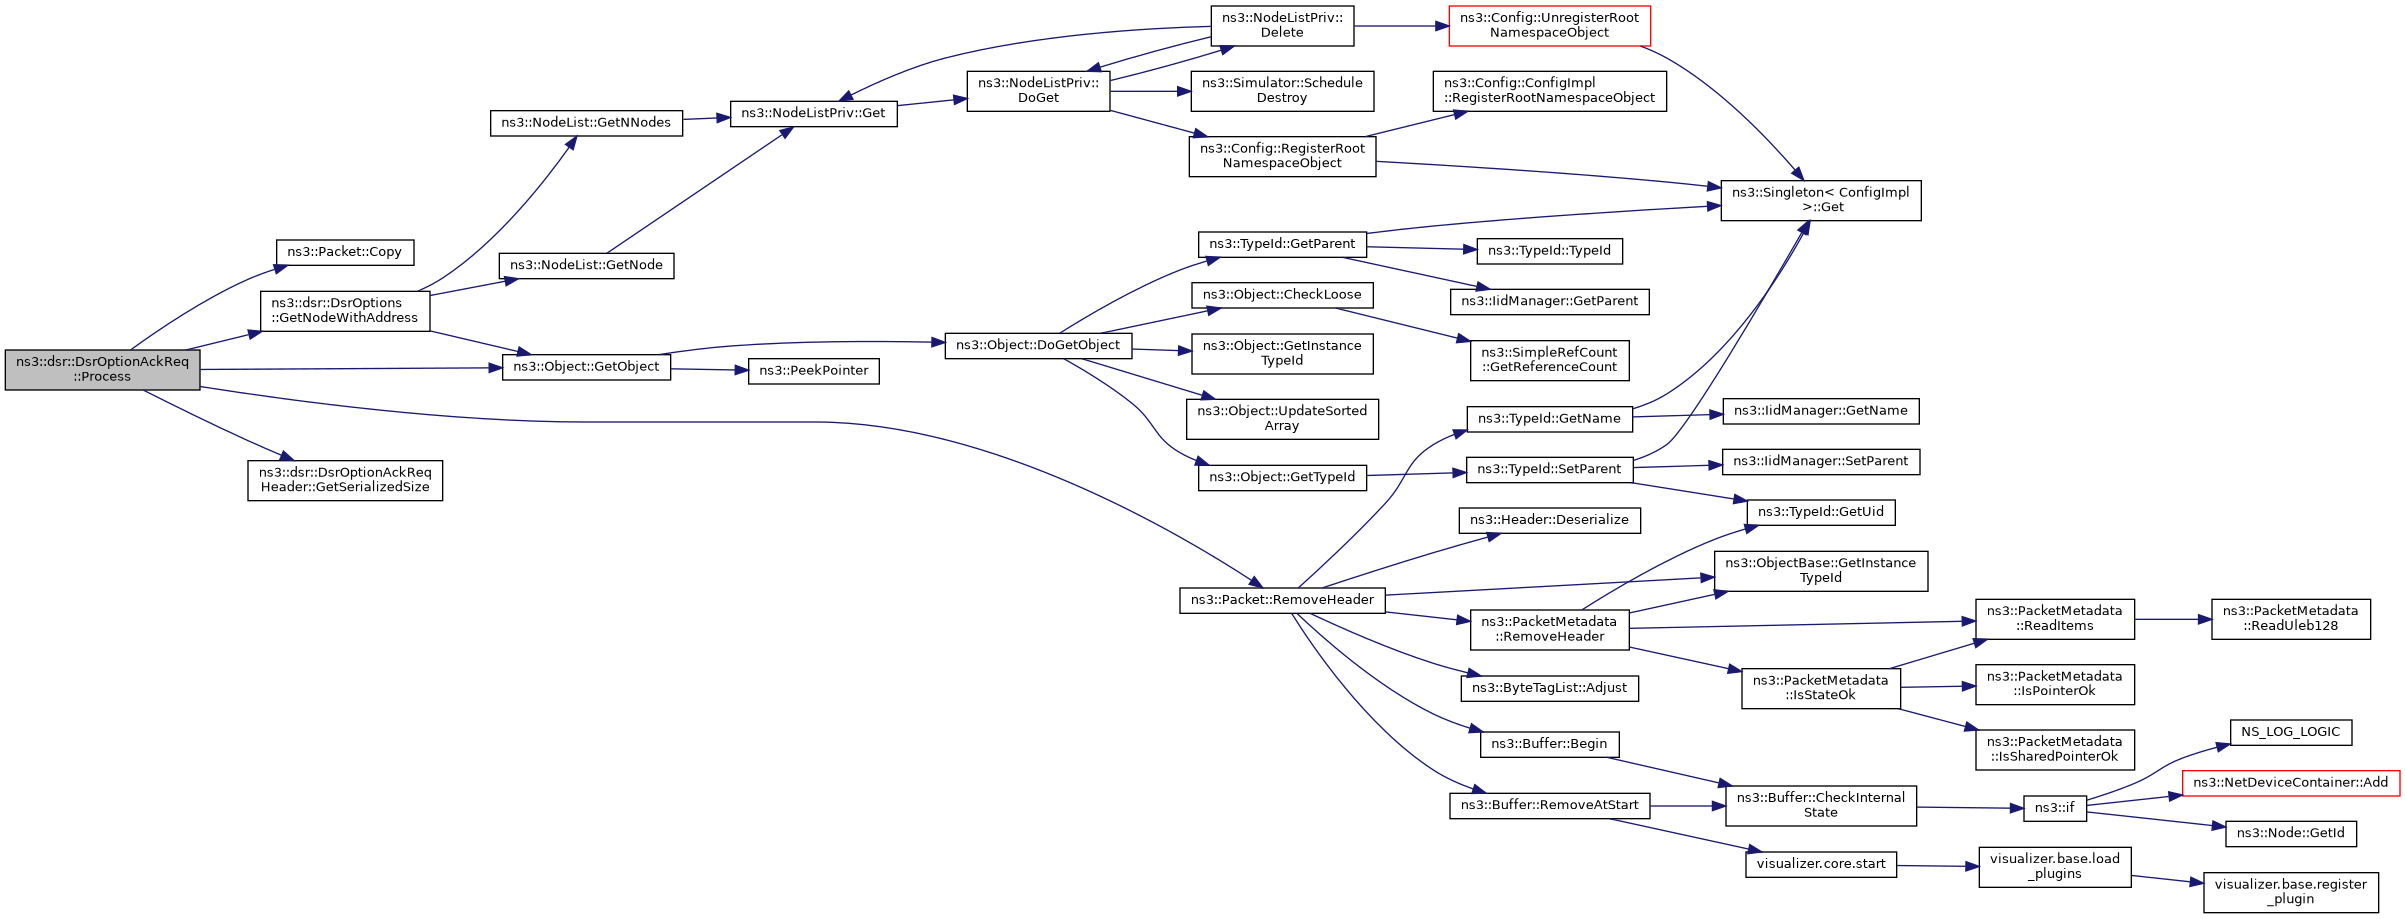 ns3::dsr::DsrOptionAckReq
::Process
ns3::Packet::Copy
ns3::dsr::DsrOptions
::GetNodeWithAddress
ns3::dsr::DsrOptionAckReq
Header::GetSerializedSize
ns3::NodeList::GetNNodes
ns3::NodeList::GetNode
ns3::Object::GetObject
ns3::NodeListPriv::Get
ns3::PeekPointer
ns3::NodeListPriv::
DoGet
ns3::Object::DoGetObject
ns3::NodeListPriv::
Delete
ns3::Simulator::Schedule
Destroy
ns3::Config::RegisterRoot
NamespaceObject
ns3::TypeId::GetParent
ns3::Object::CheckLoose
ns3::Object::GetInstance
TypeId
ns3::Object::UpdateSorted
Array
ns3::Object::GetTypeId
ns3::Packet::RemoveHeader
ns3::Config::UnregisterRoot
NamespaceObject
ns3::Config::ConfigImpl
::RegisterRootNamespaceObject
ns3::TypeId::TypeId
ns3::IidManager::GetParent
ns3::SimpleRefCount
::GetReferenceCount
ns3::TypeId::GetName
ns3::TypeId::SetParent
ns3::Header::Deserialize
ns3::PacketMetadata
::RemoveHeader
ns3::ByteTagList::Adjust
ns3::Buffer::Begin
ns3::Buffer::RemoveAtStart
ns3::Singleton< ConfigImpl
>::Get
ns3::IidManager::GetName
ns3::IidManager::SetParent
ns3::TypeId::GetUid
ns3::ObjectBase::GetInstance
TypeId
ns3::PacketMetadata
::IsStateOk
ns3::Buffer::CheckInternal
State
visualizer.core.start
ns3::PacketMetadata
::ReadItems
ns3::PacketMetadata
::IsPointerOk
ns3::PacketMetadata
::IsSharedPointerOk
ns3::if
visualizer.base.load
_plugins
ns3::PacketMetadata
::ReadUleb128
NS_LOG_LOGIC
ns3::NetDeviceContainer::Add
ns3::Node::GetId
visualizer.base.register
_plugin